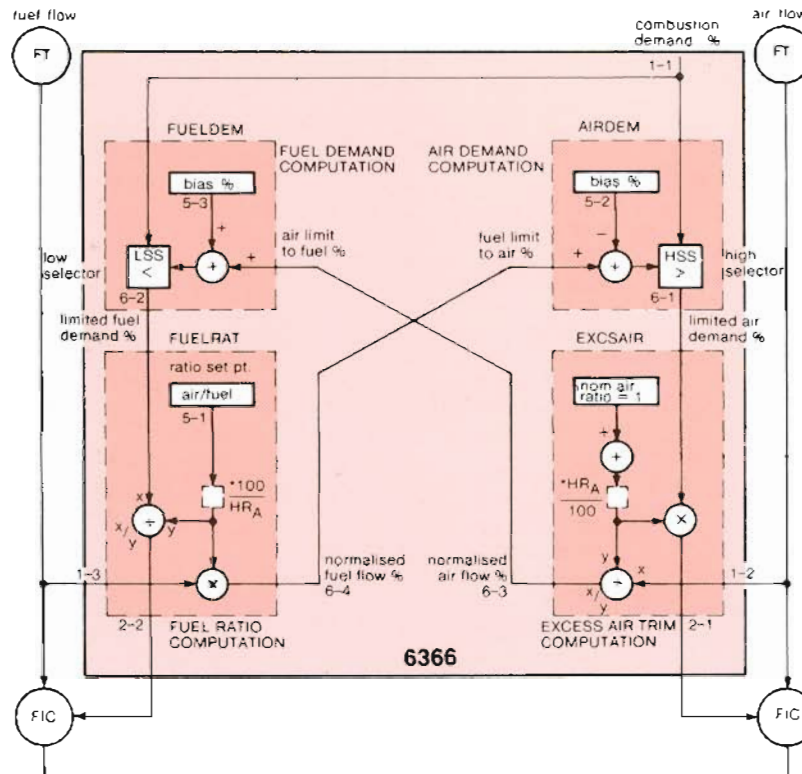 fuel flow
FT
combustion
demand %
1-1
air flow
FT
FUELDEM
FUEL DEMAND
COMPUTATION
bias %
5-3
+
+
+
air limit
to fuel %
low
selector
LSS
<
6-2
limited fuel
demand %
AIR DEMAND
COMPUTATION
AIRDEM
bias %
5-2
−
+
+
fuel limit
to air %
HSS
>
high
selector
6-1
limited air
demand %
FUELRAT
ratio set pt.
air/fuel
5-1
*100
HRA
x
÷
y
x/y
×
1-3
2-2
FUEL RATIO
COMPUTATION
normalised
fuel flow %
6-4
EXCSAIR
nom air
ratio = 1
+
+
*HRA
100
×
y
÷
x
x/y
1-2
normalised
air flow %
6-3
EXCESS AIR TRIM
COMPUTATION
2-1
6366
FIC
FIC